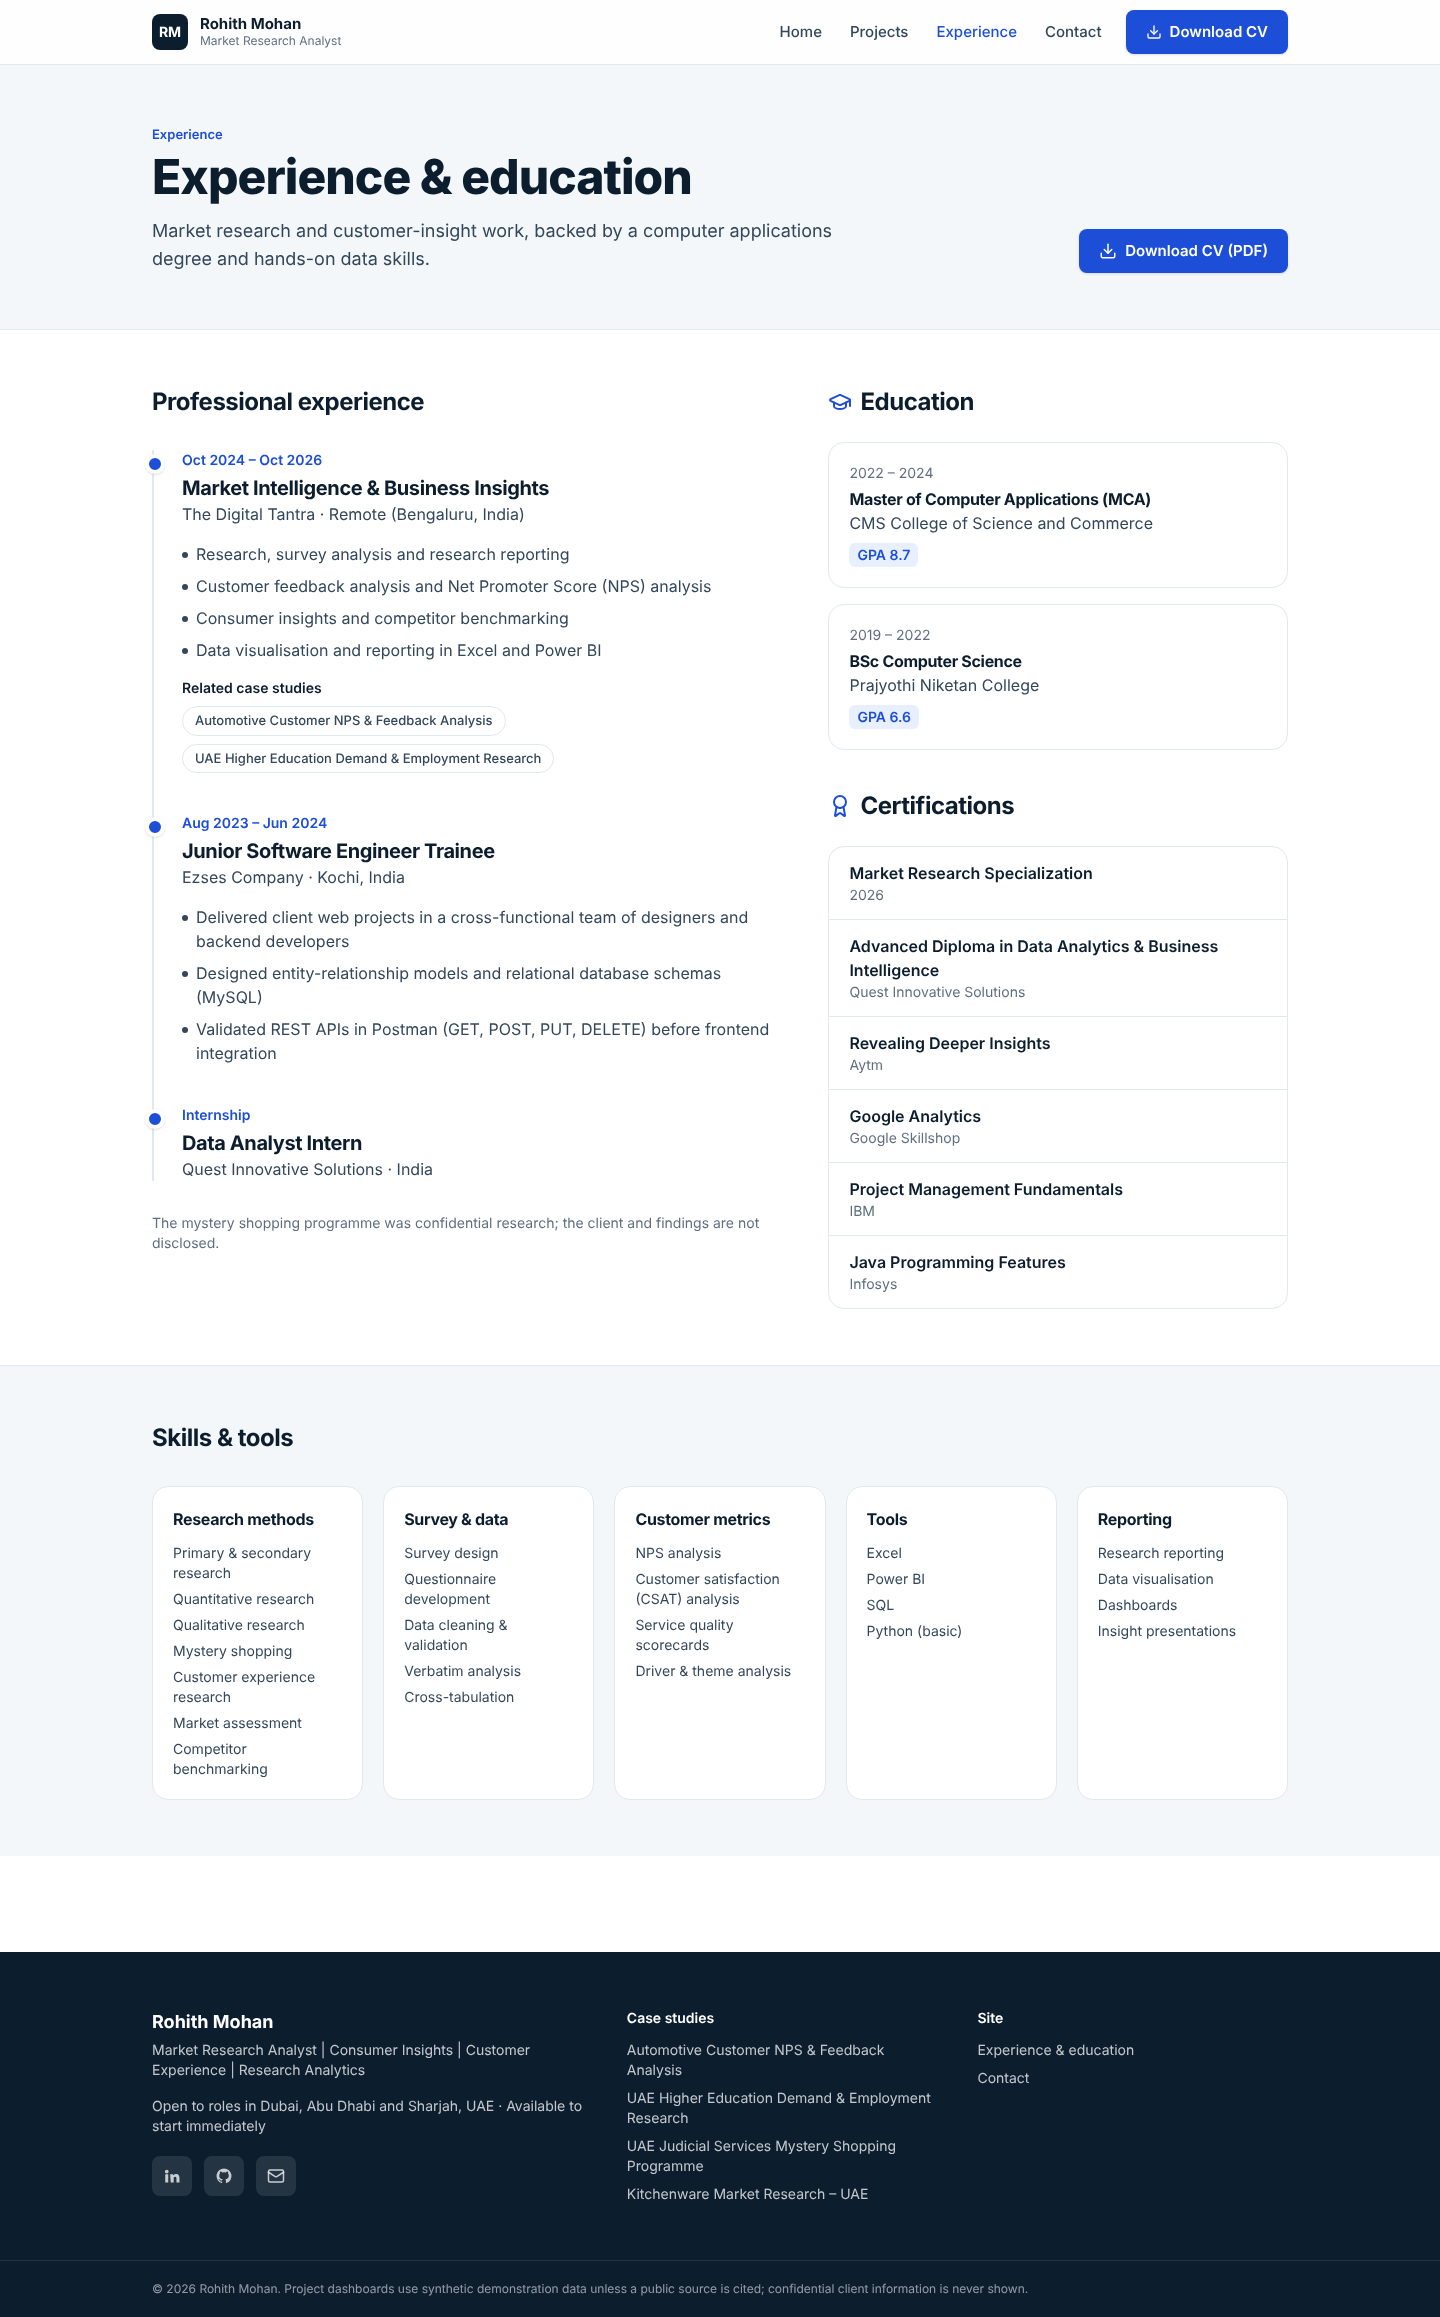 RM
Rohith Mohan
Market Research Analyst
Home
Projects
Experience
Contact
Download CV
Experience
Experience & education
Market research and customer-insight work, backed by a computer applications
degree and hands-on data skills.
Download CV (PDF)
Professional experience
Oct 2024 – Oct 2026
Market Intelligence & Business Insights
The Digital Tantra · Remote (Bengaluru, India)
Research, survey analysis and research reporting
Customer feedback analysis and Net Promoter Score (NPS) analysis
Consumer insights and competitor benchmarking
Data visualisation and reporting in Excel and Power BI
Related case studies
Automotive Customer NPS & Feedback Analysis
UAE Higher Education Demand & Employment Research
Aug 2023 – Jun 2024
Junior Software Engineer Trainee
Ezses Company · Kochi, India
Delivered client web projects in a cross-functional team of designers and
backend developers
Designed entity-relationship models and relational database schemas
(MySQL)
Validated REST APIs in Postman (GET, POST, PUT, DELETE) before frontend
integration
Internship
Data Analyst Intern
Quest Innovative Solutions · India
The mystery shopping programme was confidential research; the client and findings are not
disclosed.
Education
2022 – 2024
Master of Computer Applications (MCA)
CMS College of Science and Commerce
GPA 8.7
2019 – 2022
BSc Computer Science
Prajyothi Niketan College
GPA 6.6
Certifications
Market Research Specialization
2026
Advanced Diploma in Data Analytics & Business
Intelligence
Quest Innovative Solutions
Revealing Deeper Insights
Aytm
Google Analytics
Google Skillshop
Project Management Fundamentals
IBM
Java Programming Features
Infosys
Skills & tools
Research methods
Primary & secondary
research
Quantitative research
Qualitative research
Mystery shopping
Customer experience
research
Market assessment
Competitor
benchmarking
Survey & data
Survey design
Questionnaire
development
Data cleaning &
validation
Verbatim analysis
Cross-tabulation
Customer metrics
NPS analysis
Customer satisfaction
(CSAT) analysis
Service quality
scorecards
Driver & theme analysis
Tools
Excel
Power BI
SQL
Python (basic)
Reporting
Research reporting
Data visualisation
Dashboards
Insight presentations
Rohith Mohan
Market Research Analyst | Consumer Insights | Customer
Experience | Research Analytics
Open to roles in Dubai, Abu Dhabi and Sharjah, UAE · Available to
start immediately
in
Case studies
Automotive Customer NPS & Feedback
Analysis
UAE Higher Education Demand & Employment
Research
UAE Judicial Services Mystery Shopping
Programme
Kitchenware Market Research – UAE
Site
Experience & education
Contact
© 2026 Rohith Mohan. Project dashboards use synthetic demonstration data unless a public source is cited; confidential client information is never shown.